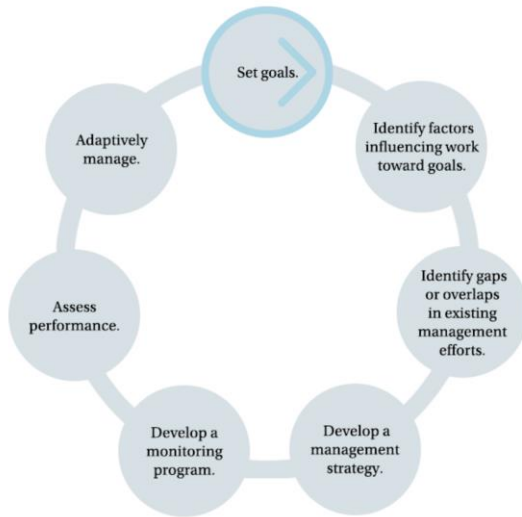 Set goals.
Identify factors
influencing work
toward goals.
Identify gaps
or overlaps
in existing
management
efforts.
Develop a
management
strategy.
Develop a
monitoring
program.
Assess
performance.
Adaptively
manage.